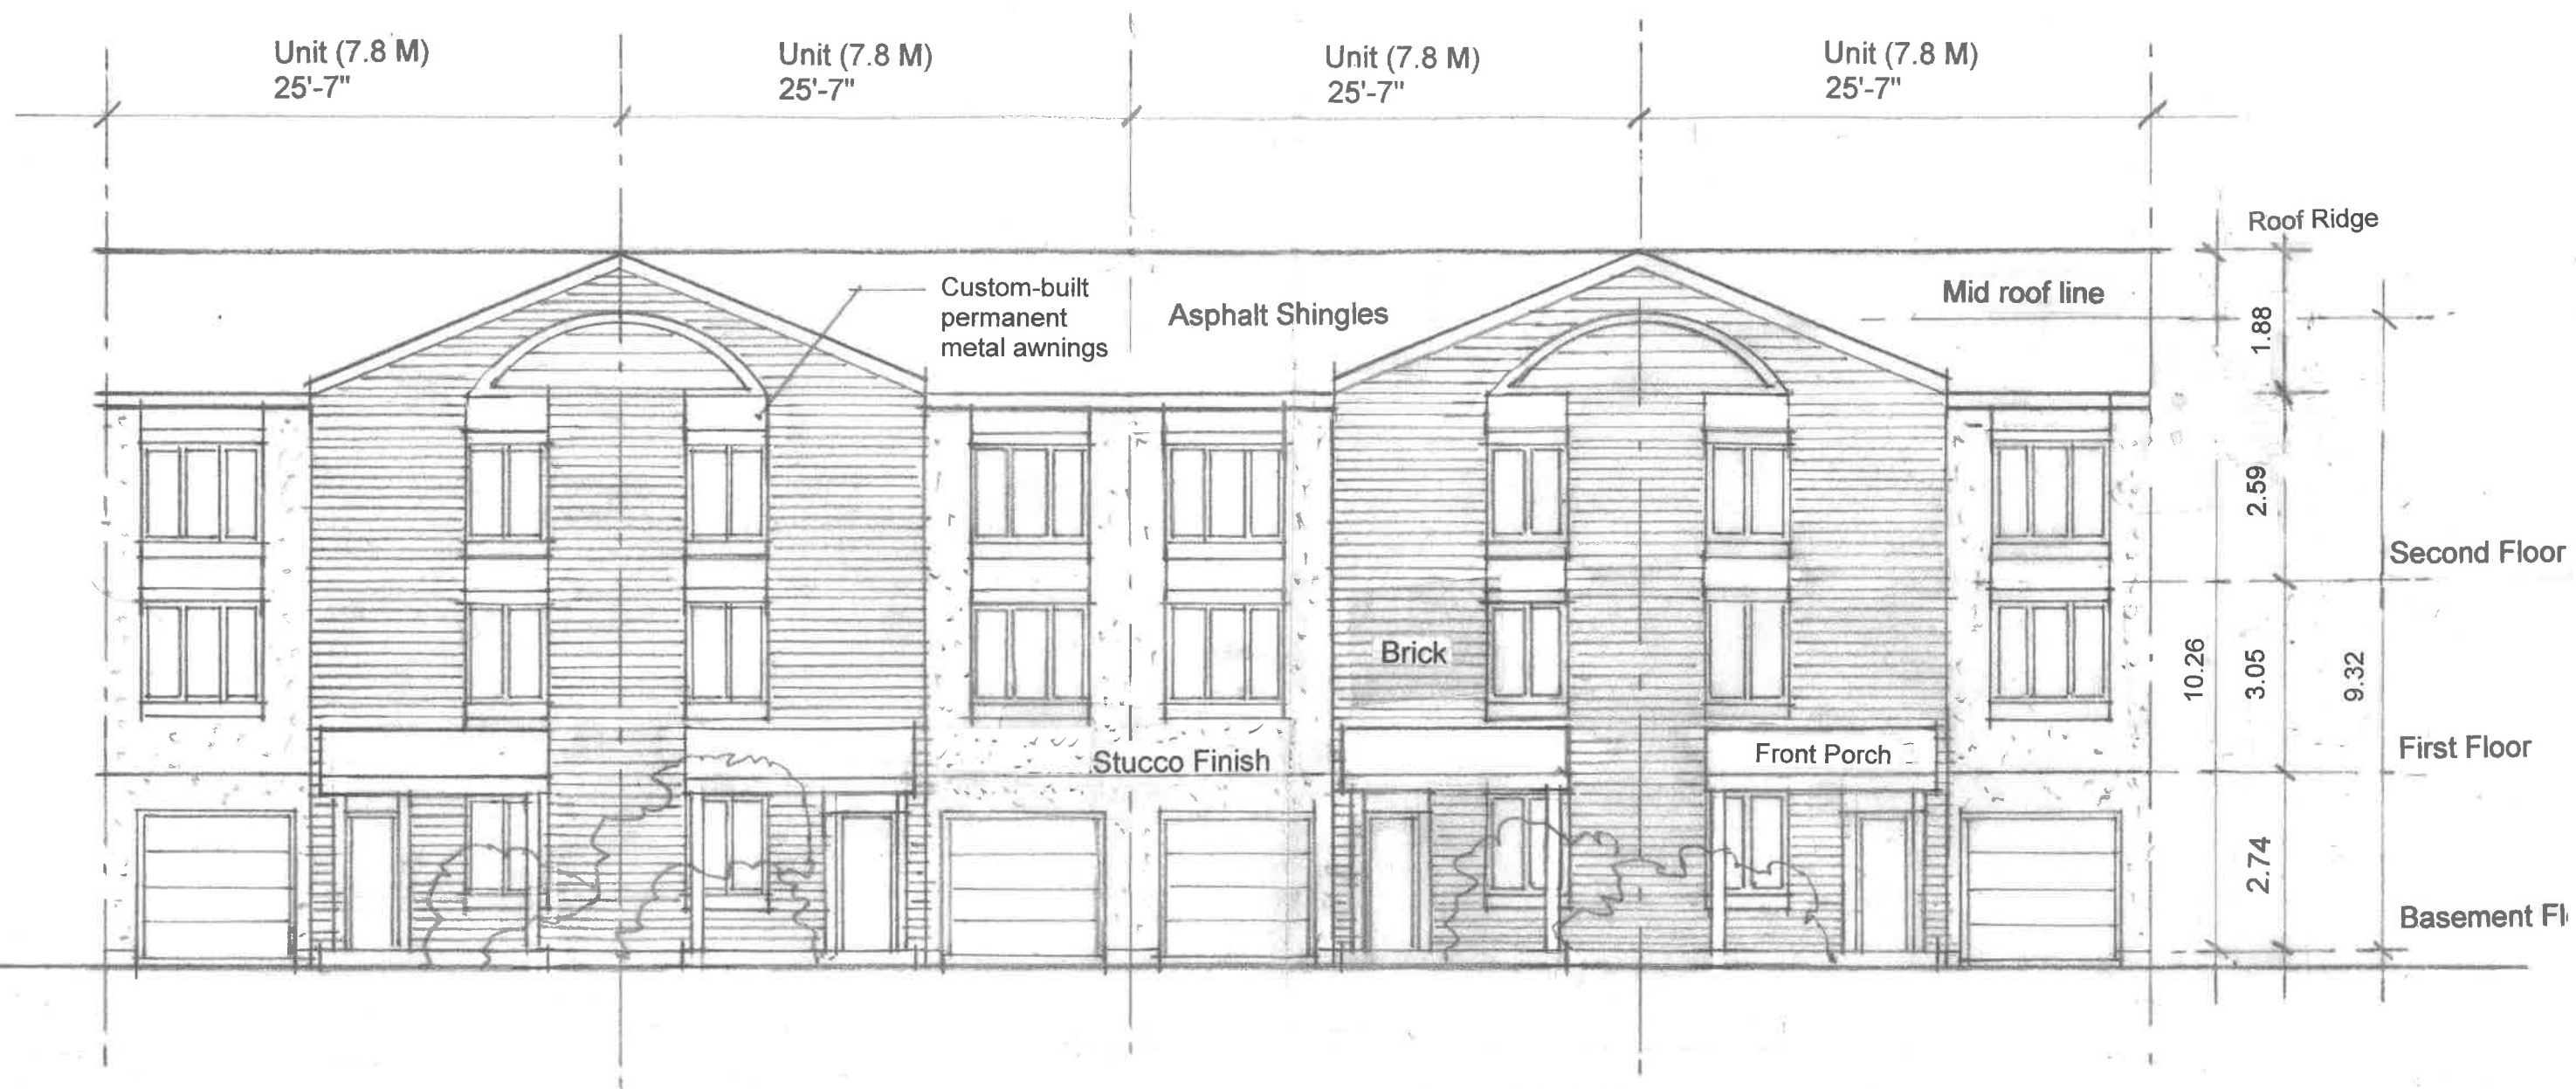 Unit (7.8 M)
25'-7"
Unit (7.8 M)
25'-7"
Unit (7.8 M)
25'-7"
Unit (7.8 M)
25'-7"
Roof Ridge
Custom-built
permanent
metal awnings
Asphalt Shingles
Mid roof line
1.88
2.59
Second Floor
Brick
10.26
3.05
9.32
Stucco Finish
Front Porch
First Floor
2.74
Basement Fl